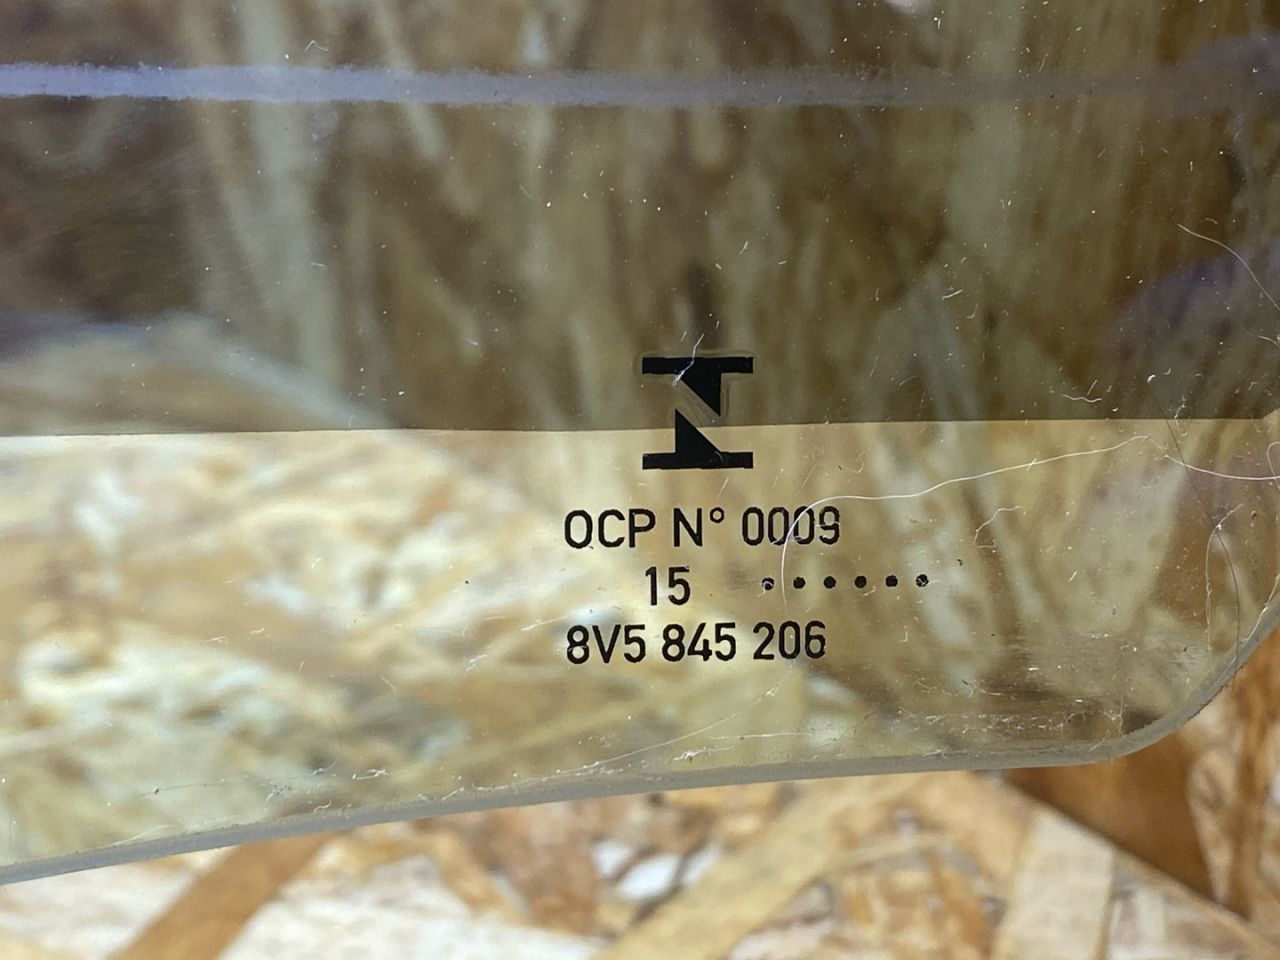 OCP N° 0009
15 ......
8V5 845 206